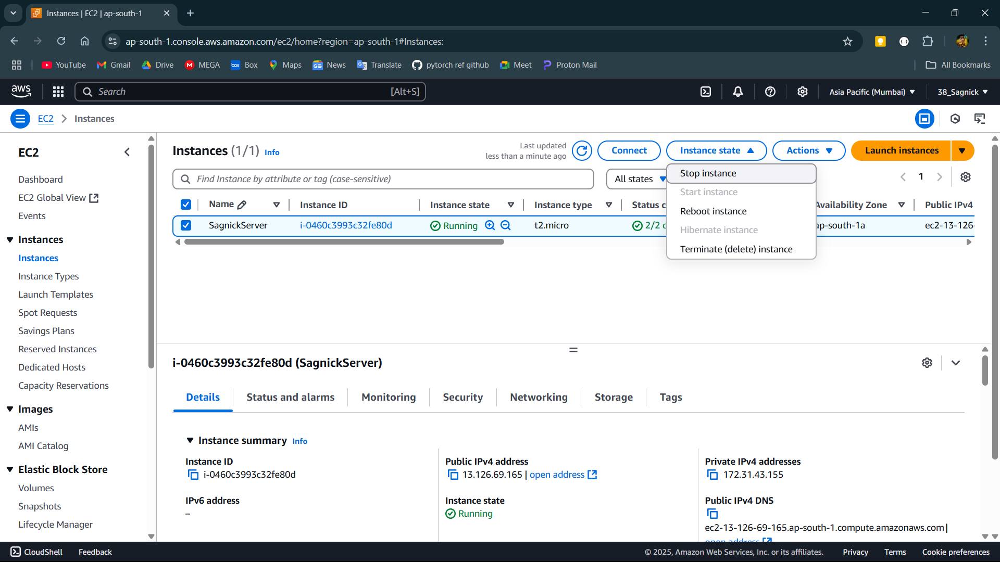 Instances | EC2 | ap-south-1
ap-south-1.console.aws.amazon.com/ec2/home?region=ap-south-1#Instances:
YouTube Gmail Drive MEGA Box Maps News Translate pytorch ref github Meet Proton Mail All Bookmarks
aws Search [Alt+S] Asia Pacific (Mumbai) 38_Sagnick
EC2 Instances
EC2
Dashboard
EC2 Global View
Events
Instances
Instances
Instance Types
Launch Templates
Spot Requests
Savings Plans
Reserved Instances
Dedicated Hosts
Capacity Reservations
Images
AMIs
AMI Catalog
Elastic Block Store
Volumes
Snapshots
Lifecycle Manager
Instances (1/1) Info
Last updated
less than a minute ago
Connect Instance state Actions Launch instances
Find Instance by attribute or tag (case-sensitive) All states 1
Stop instance
Start instance
Reboot instance
Hibernate instance
Terminate (delete) instance
Name Instance ID Instance state Instance type Status c Availability Zone Public IPv4
SagnickServer i-0460c3993c32fe80d Running t2.micro 2/2 c ap-south-1a ec2-13-126-
i-0460c3993c32fe80d (SagnickServer)
Details Status and alarms Monitoring Security Networking Storage Tags
Instance summary Info
Instance ID
i-0460c3993c32fe80d
Public IPv4 address
13.126.69.165 | open address
Private IPv4 addresses
172.31.43.155
IPv6 address
–
Instance state
Running
Public IPv4 DNS
ec2-13-126-69-165.ap-south-1.compute.amazonaws.com |
open address
CloudShell Feedback © 2025, Amazon Web Services, Inc. or its affiliates. Privacy Terms Cookie preferences